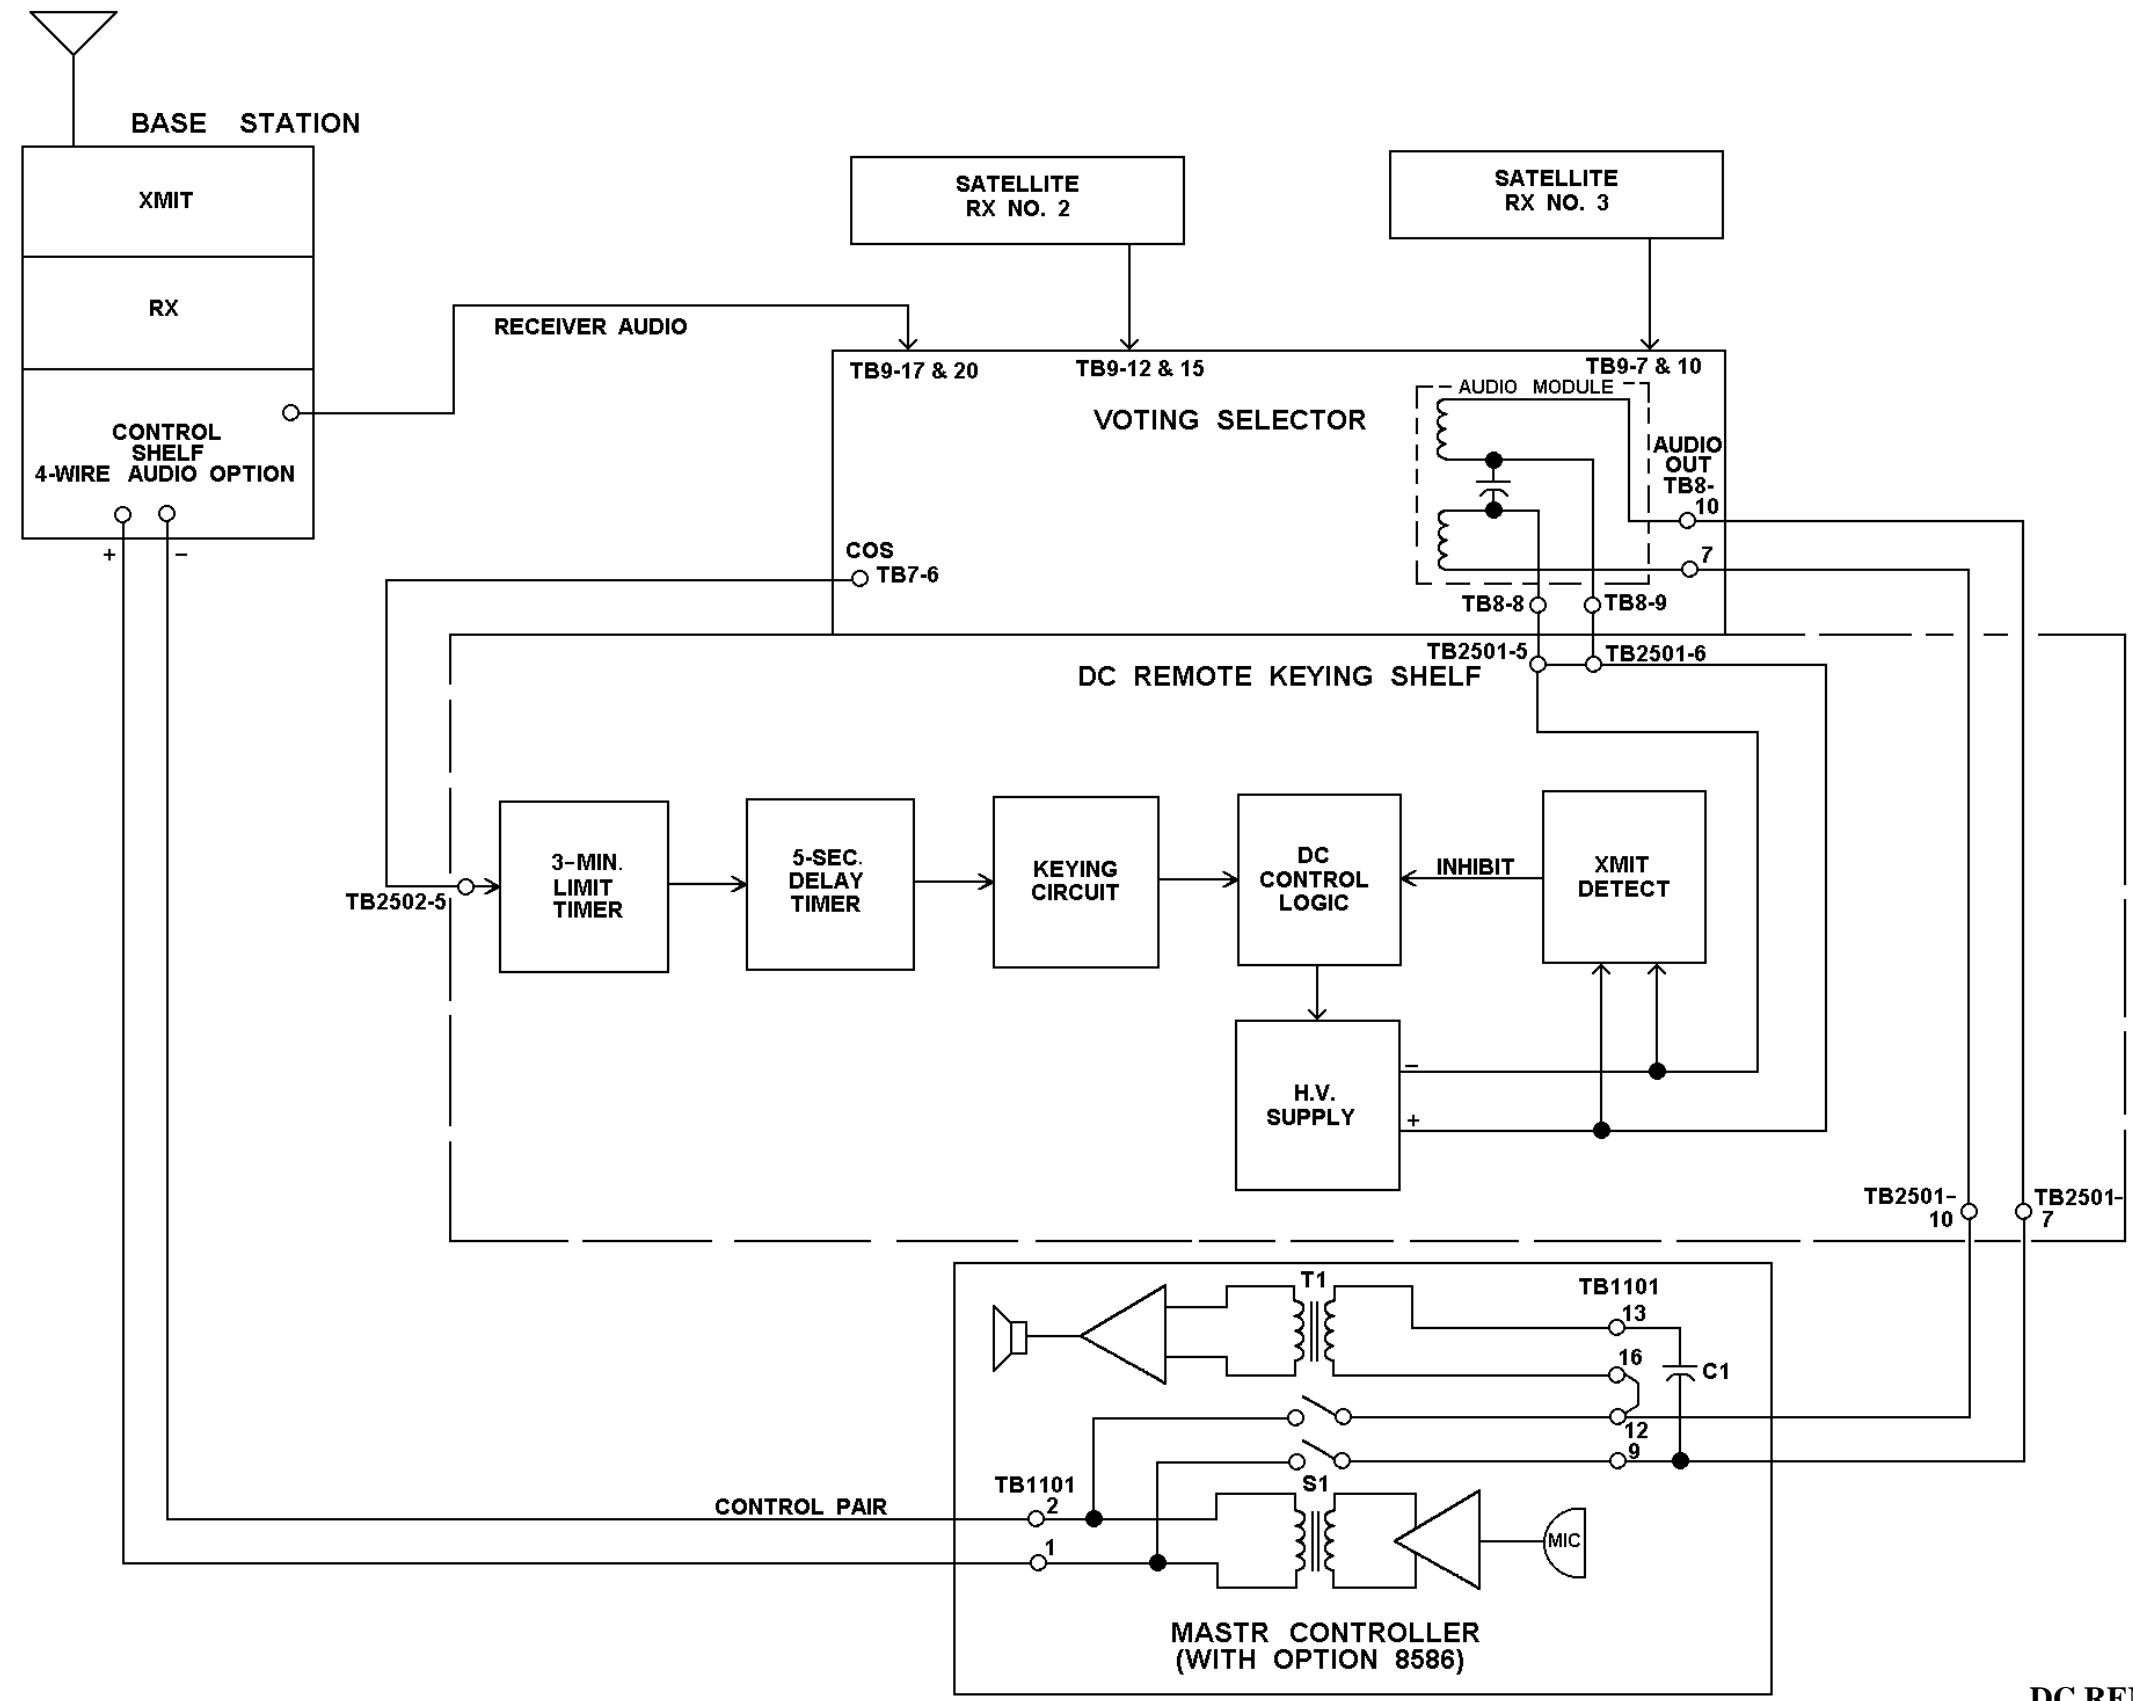 BASE STATION
XMIT
RX
CONTROL
SHELF
4-WIRE AUDIO OPTION
+
−
RECEIVER AUDIO
SATELLITE
RX NO. 2
SATELLITE
RX NO. 3
TB9-17 & 20
TB9-12 & 15
TB9-7 & 10
AUDIO MODULE
VOTING SELECTOR
AUDIO
OUT
TB8-
10
7
COS
TB7-6
TB8-8
TB8-9
TB2501-5
TB2501-6
DC REMOTE KEYING SHELF
TB2502-5
3-MIN.
LIMIT
TIMER
5-SEC.
DELAY
TIMER
KEYING
CIRCUIT
DC
CONTROL
LOGIC
INHIBIT
XMIT
DETECT
H.V.
SUPPLY
−
+
TB2501-
10
TB2501-
7
T1
TB1101
13
16
C1
12
9
S1
TB1101
2
1
CONTROL PAIR
MIC
MASTR CONTROLLER
(WITH OPTION 8586)